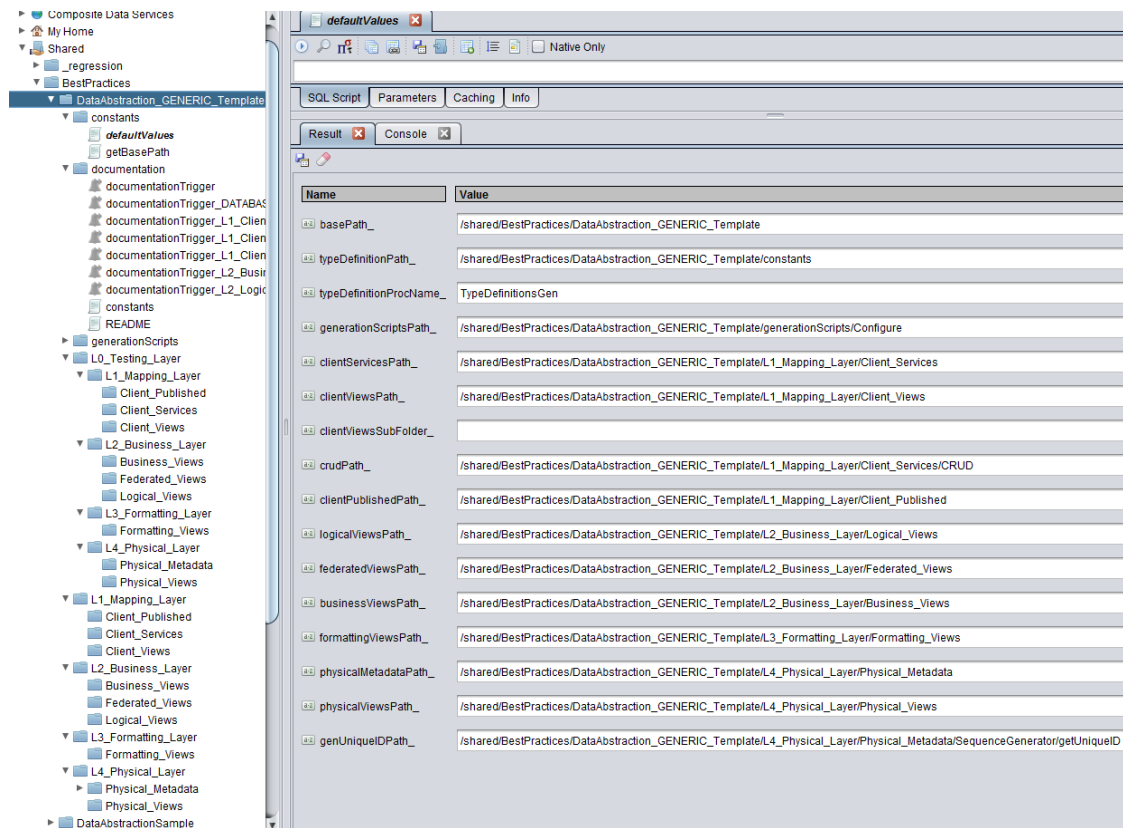 Composite Data Services
My Home
Shared
_regression
BestPractices
DataAbstraction_GENERIC_Template
constants
defaultValues
getBasePath
documentation
documentationTrigger
documentationTrigger_DATABAS
documentationTrigger_L1_Clien
documentationTrigger_L1_Clien
documentationTrigger_L1_Clien
documentationTrigger_L2_Busin
documentationTrigger_L2_Logic
constants
README
generationScripts
L0_Testing_Layer
L1_Mapping_Layer
Client_Published
Client_Services
Client_Views
L2_Business_Layer
Business_Views
Federated_Views
Logical_Views
L3_Formatting_Layer
Formatting_Views
L4_Physical_Layer
Physical_Metadata
Physical_Views
L1_Mapping_Layer
Client_Published
Client_Services
Client_Views
L2_Business_Layer
Business_Views
Federated_Views
Logical_Views
L3_Formatting_Layer
Formatting_Views
L4_Physical_Layer
Physical_Metadata
Physical_Views
DataAbstractionSample
defaultValues
Native Only
SQL Script Parameters Caching Info
Result Console
Name Value
basePath_ /shared/BestPractices/DataAbstraction_GENERIC_Template
typeDefinitionPath_ /shared/BestPractices/DataAbstraction_GENERIC_Template/constants
typeDefinitionProcName_ TypeDefinitionsGen
generationScriptsPath_ /shared/BestPractices/DataAbstraction_GENERIC_Template/generationScripts/Configure
clientServicesPath_ /shared/BestPractices/DataAbstraction_GENERIC_Template/L1_Mapping_Layer/Client_Services
clientViewsPath_ /shared/BestPractices/DataAbstraction_GENERIC_Template/L1_Mapping_Layer/Client_Views
clientViewsSubFolder_
crudPath_ /shared/BestPractices/DataAbstraction_GENERIC_Template/L1_Mapping_Layer/Client_Services/CRUD
clientPublishedPath_ /shared/BestPractices/DataAbstraction_GENERIC_Template/L1_Mapping_Layer/Client_Published
logicalViewsPath_ /shared/BestPractices/DataAbstraction_GENERIC_Template/L2_Business_Layer/Logical_Views
federatedViewsPath_ /shared/BestPractices/DataAbstraction_GENERIC_Template/L2_Business_Layer/Federated_Views
businessViewsPath_ /shared/BestPractices/DataAbstraction_GENERIC_Template/L2_Business_Layer/Business_Views
formattingViewsPath_ /shared/BestPractices/DataAbstraction_GENERIC_Template/L3_Formatting_Layer/Formatting_Views
physicalMetadataPath_ /shared/BestPractices/DataAbstraction_GENERIC_Template/L4_Physical_Layer/Physical_Metadata
physicalViewsPath_ /shared/BestPractices/DataAbstraction_GENERIC_Template/L4_Physical_Layer/Physical_Views
genUniqueIDPath_ /shared/BestPractices/DataAbstraction_GENERIC_Template/L4_Physical_Layer/Physical_Metadata/SequenceGenerator/getUniqueID